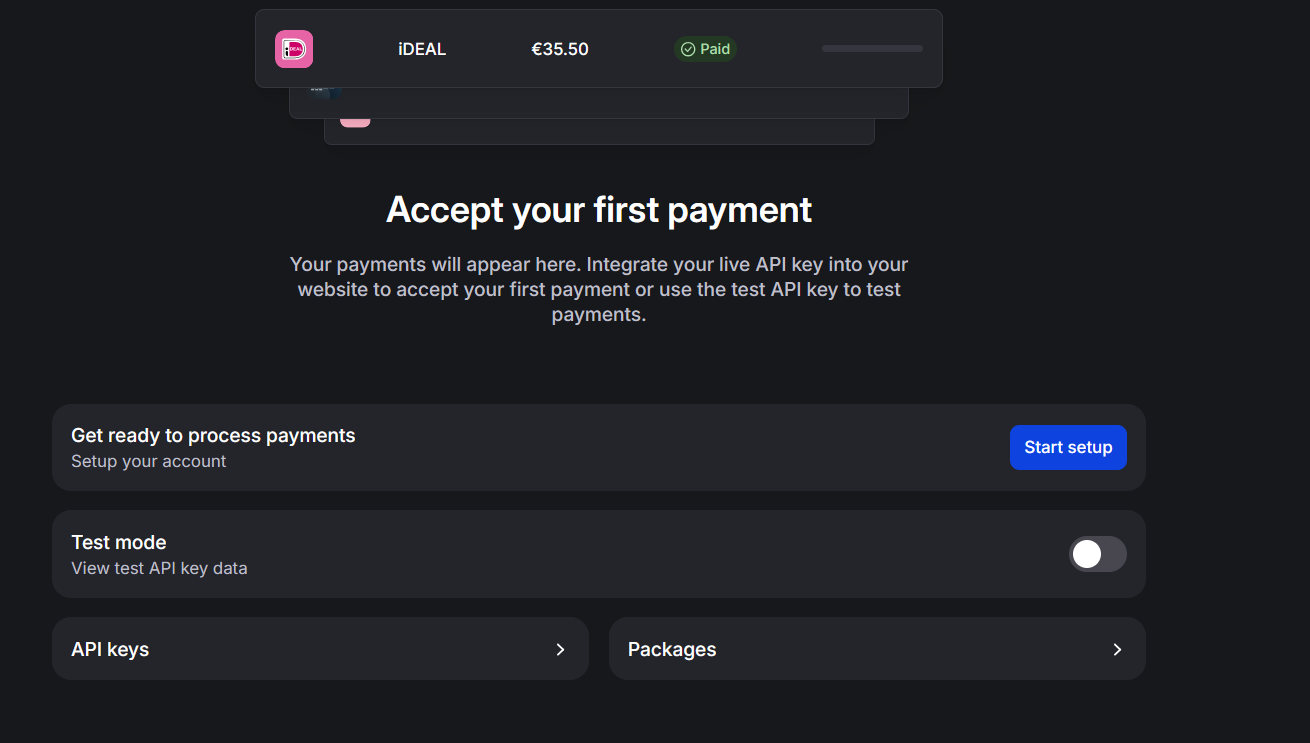 iDEAL €35.50 Paid
Accept your first payment
Your payments will appear here. Integrate your live API key into your
website to accept your first payment or use the test API key to test
payments.
Get ready to process payments
Setup your account
Start setup
Test mode
View test API key data
API keys
Packages